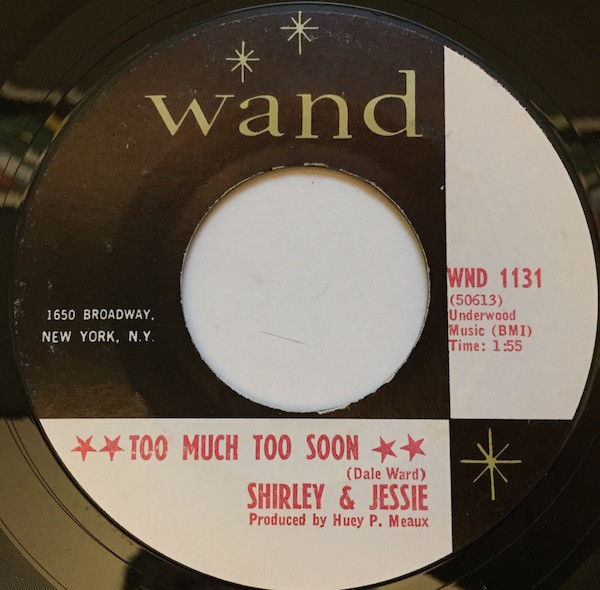 wand
WND 1131
(50613)
Underwood
Music (BMI)
Time: 1:55
1650 BROADWAY,
NEW YORK, N.Y.
TOO MUCH TOO SOON
(Dale Ward)
SHIRLEY & JESSIE
Produced by Huey P. Meaux